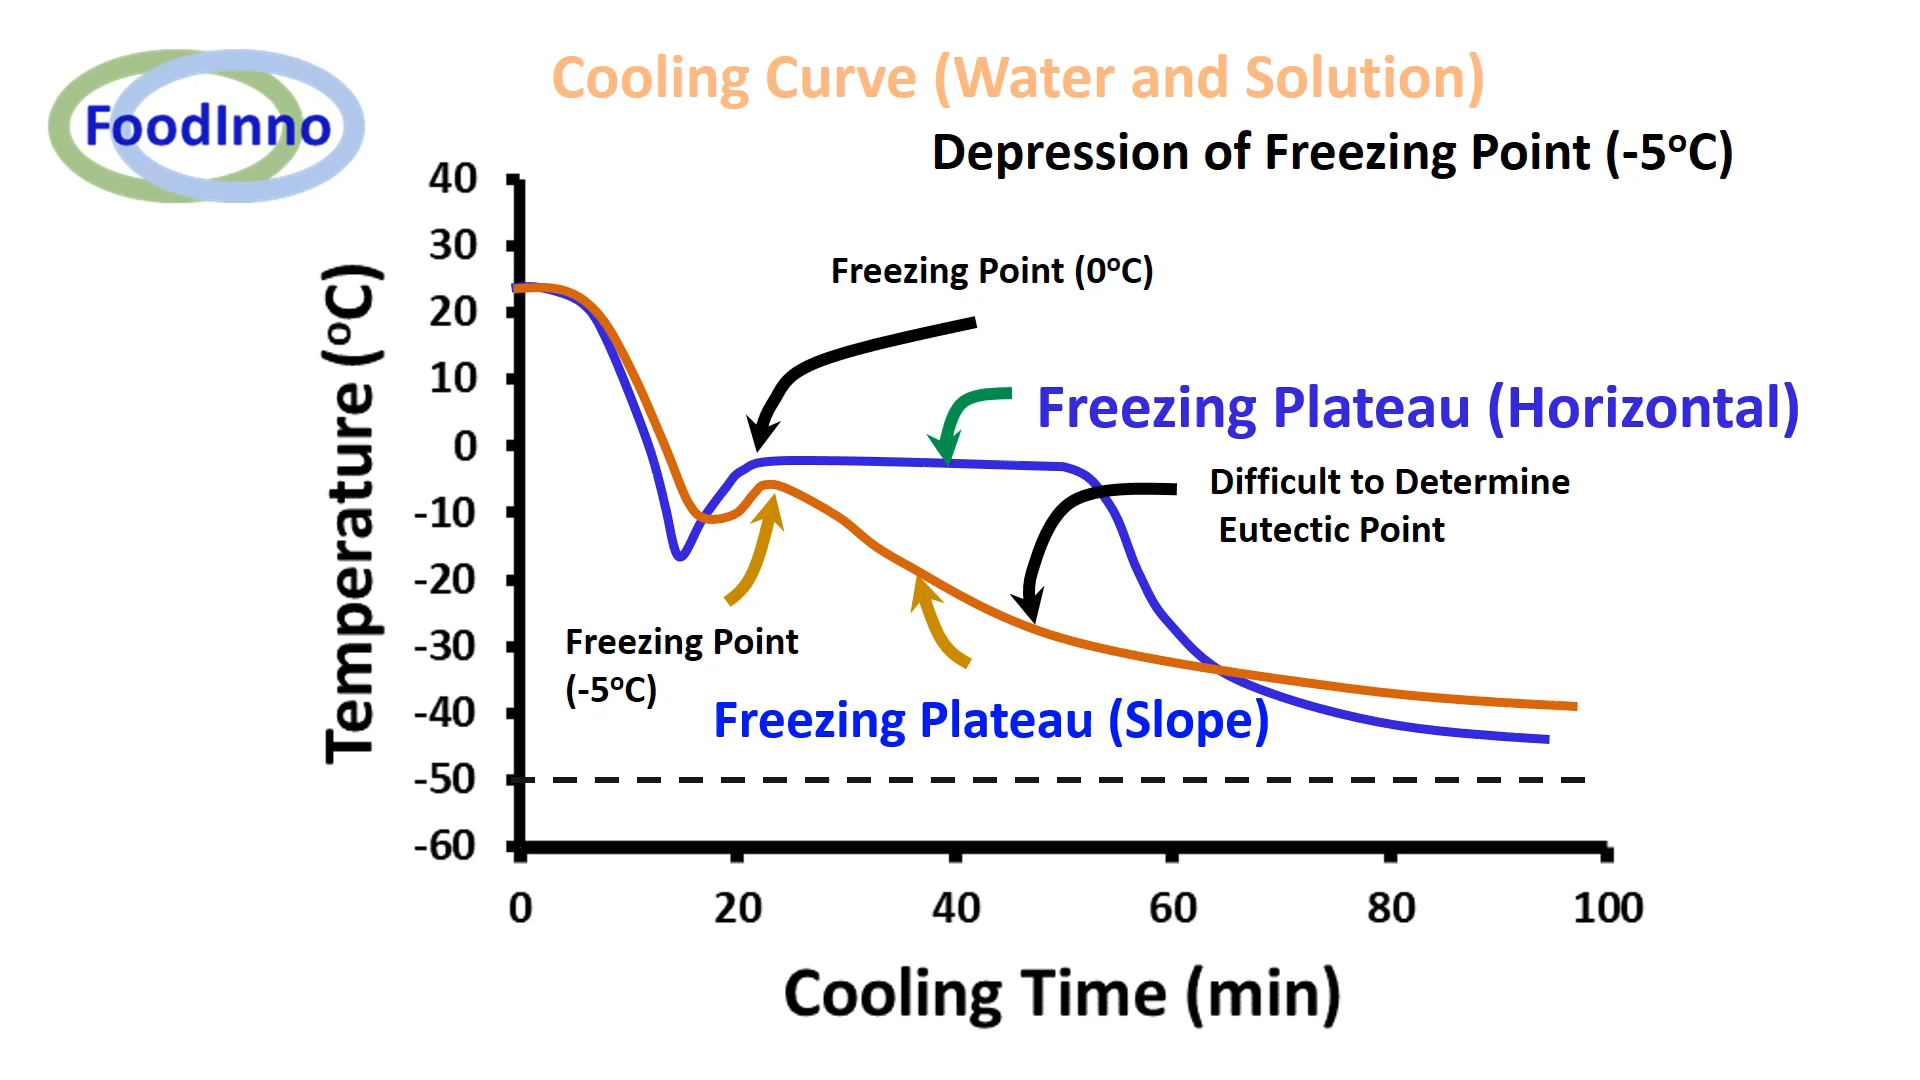 FoodInno
Cooling Curve (Water and Solution)
Depression of Freezing Point (-5°C)
Temperature (°C)
40
30
20
10
0
-10
-20
-30
-40
-50
-60
Freezing Point (0°C)
Freezing Plateau (Horizontal)
Difficult to Determine
Eutectic Point
Freezing Point
(-5°C)
Freezing Plateau (Slope)
0 20 40 60 80 100
Cooling Time (min)